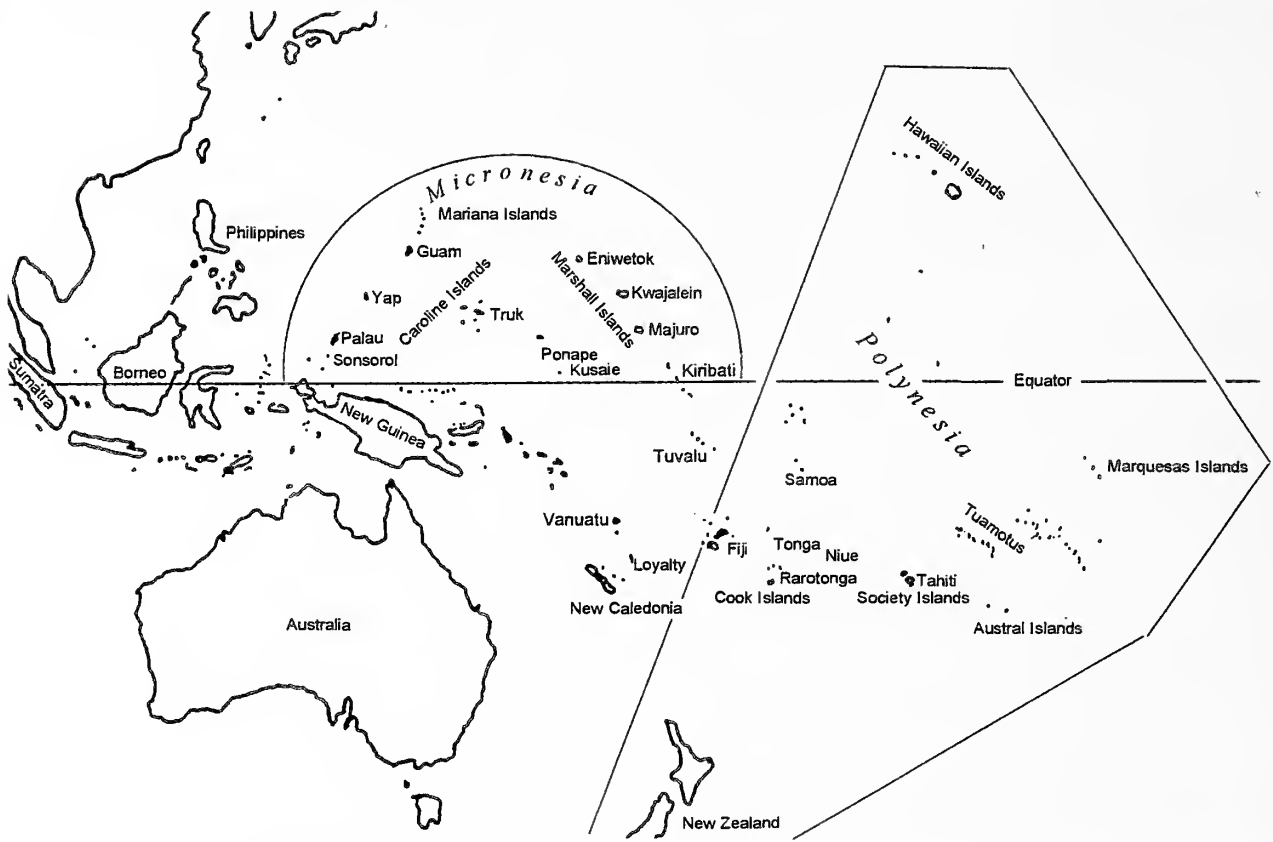 Hawaiian Islands
Micronesia
Mariana Islands
Philippines
Guam
Eniwetok
Caroline Islands
Marshall Islands
Yap
Kwajalein
Truk
Majuro
Palau
Polynesia
Ponape
Sonsorol
Kusaie
Kiribati
Sumatra
Borneo
Equator
New Guinea
Tuvalu
Samoa
Marquesas Islands
Vanuatu
Tuamotus
Fiji
Tonga
Niue
Loyalty
Rarotonga
Tahiti
New Caledonia
Cook Islands
Society Islands
Australia
Austral Islands
New Zealand